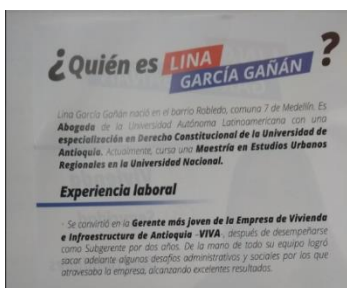 ¿Quién es LINA GARCÍA GAÑÁN?
Lina García Gañán nació en el barrio Robledo, comuna 7 de Medellín. Es
Abogada de la Universidad Autónoma Latinoamericana con una
especialización en Derecho Constitucional de la Universidad de
Antioquia. Actualmente, cursa una Maestría en Estudios Urbanos
Regionales en la Universidad Nacional.
Experiencia laboral
· Se convirtió en la Gerente más joven de la Empresa de Vivienda
e Infraestructura de Antioquia -VIVA, después de desempeñarse
como Subgerente por dos años. De la mano de todo su equipo logró
sacar adelante algunos desafíos administrativos y sociales por los que
atravesaba la empresa, alcanzando excelentes resultados.